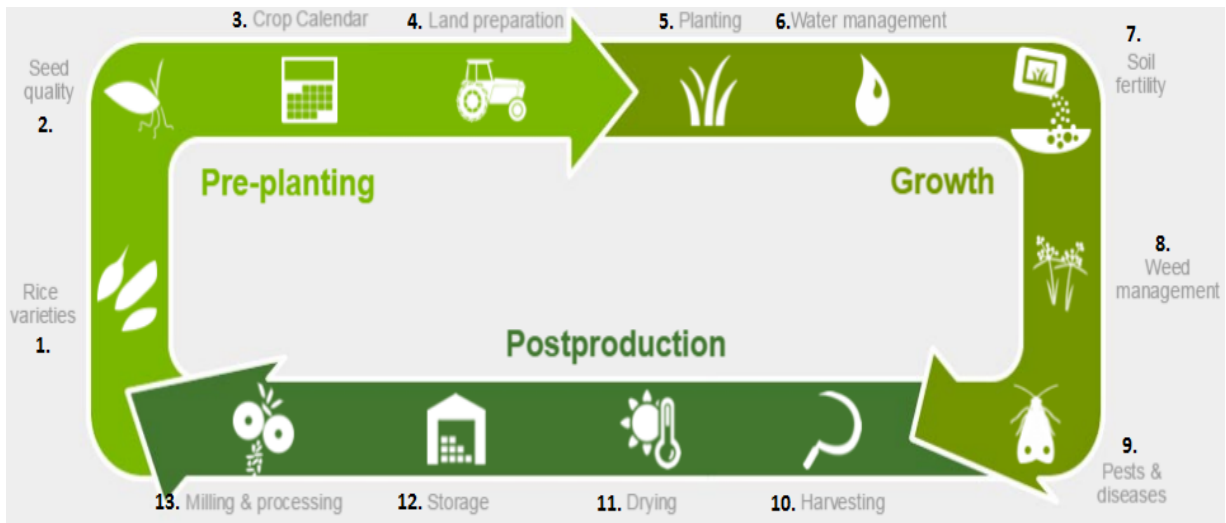 3. Crop Calendar
4. Land preparation
5. Planting
6. Water management
7.
Soil
fertility
Seed
quality
2.
Pre-planting
Growth
8.
Weed
management
Rice
varieties
1.
Postproduction
9.
Pests &
diseases
13. Milling & processing
12. Storage
11. Drying
10. Harvesting